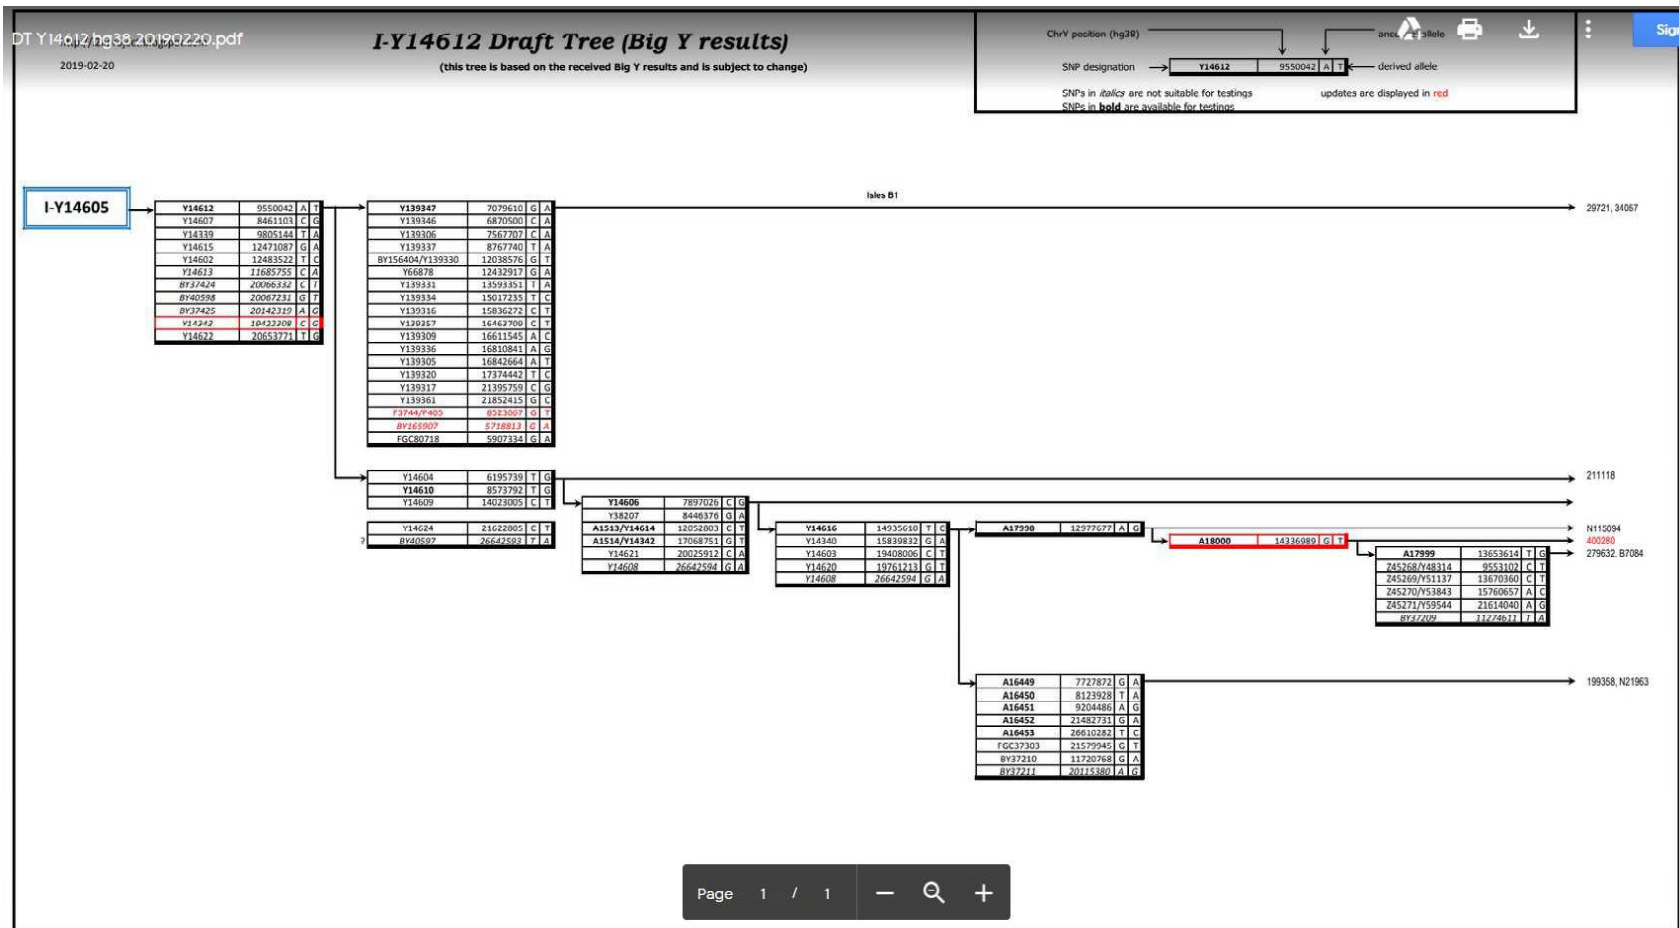 DT Y14612 hg38 20190220.pdf
2019-02-20
I-Y14612 Draft Tree (Big Y results)
(this tree is based on the received Big Y results and is subject to change)
ChrY position (hg38)
SNP designation
Y14612 9550042 A T
derived allele
SNPs in italics are not suitable for testings
updates are displayed in red
SNPs in bold are available for testings
Sig
I-Y14605
Y14612 9550042 A T
Y14607 8461103 C G
Y14339 9805144 T A
Y14615 12471087 G A
Y14602 12483522 T C
Y14613 11685755 C A
BY37424 20066332 C T
BY40598 20067231 G T
BY37425 20142319 A G
C G
Y14622 20653771 T G
Y139347 7079610 G A
Y139346 6870500 C A
Y139306 7567707 C A
Y139337 8767740 T A
BY156404/Y139330 12038576 G T
Y66878 12432917 G A
Y139331 13593351 T A
Y139334 15017235 T C
Y139316 15836272 C T
C T
Y139309 16611545 A C
Y139336 16810841 A G
Y139305 16842664 A T
Y139320 17374442 T C
Y139317 21395759 C G
Y139361 21852415 G C
G T
BY165907 5718813 G A
FGC80718 5907334 G A
Isles B1
29721, 34067
Y14604 6195739 T G
Y14610 8573792 T G
Y14609 14023005 C T
211118
Y14624 21622805 C T
? BY40597 26642593 T A
Y14606 7897026 C G
Y38207 8446376 G A
A1513/Y14614 12052803 C T
A1514/Y14342 17068751 G T
Y14621 20025912 C A
Y14608 26642594 G A
Y14616 14935610 T C
Y14340 15839832 G A
Y14603 19408006 C T
Y14620 19761213 G T
Y14608 26642594 G A
A17998 12977677 A G
N115094
A18000 14336989 G T
400280
A17999 13653614 T G
279632, B7084
Z45268/Y48314 9553102 C T
Z45269/Y51137 13670360 C T
Z45270/Y53843 15760657 A C
Z45271/Y59544 21614040 A G
BY37209 11274611 T A
A16449 7727872 G A
A16450 8123928 T A
A16451 9204486 A G
A16452 21482731 G A
A16453 26610282 T C
FGC37303 21579945 G T
BY37210 11720768 G A
BY37211 20115380 A G
199358, N21963
Page 1 / 1